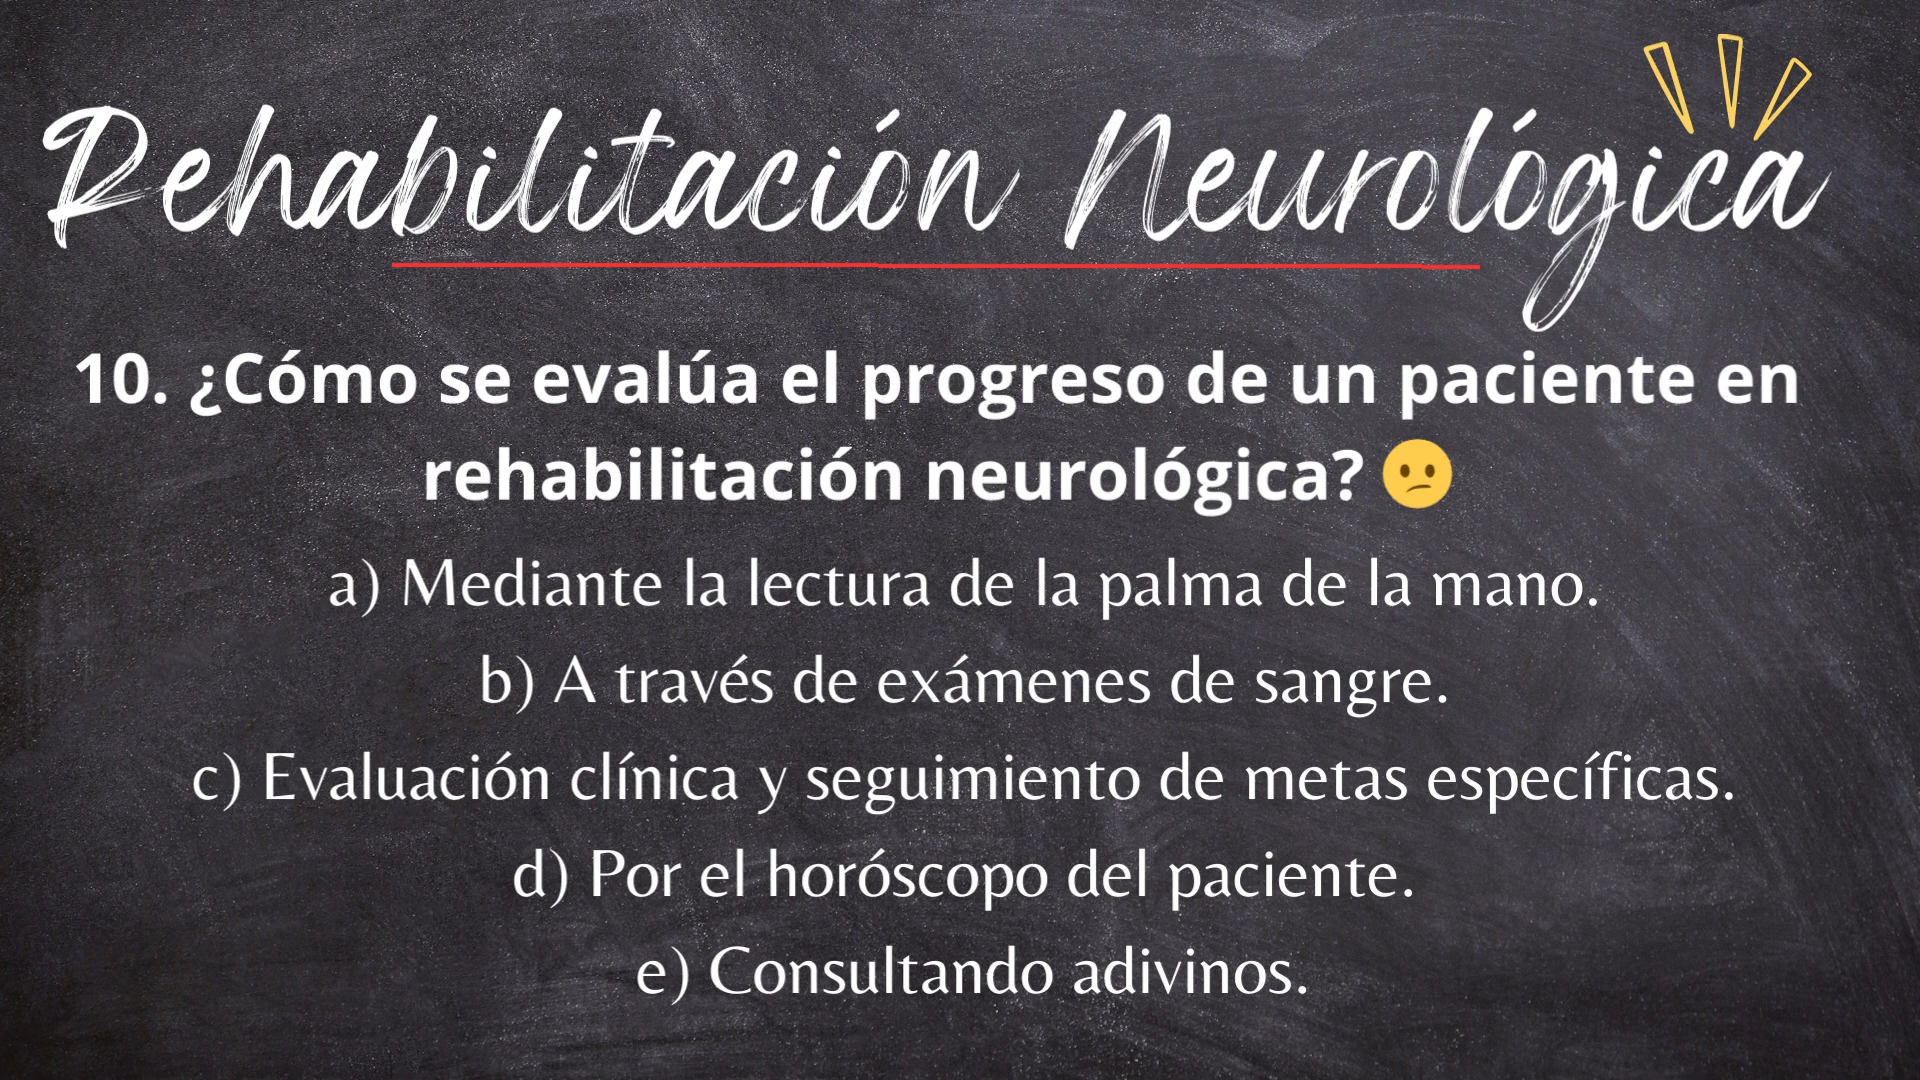 Rehabilitación Neurológica
10. ¿Cómo se evalúa el progreso de un paciente en
rehabilitación neurológica? 😕
a) Mediante la lectura de la palma de la mano.
b) A través de exámenes de sangre.
c) Evaluación clínica y seguimiento de metas específicas.
d) Por el horóscopo del paciente.
e) Consultando adivinos.